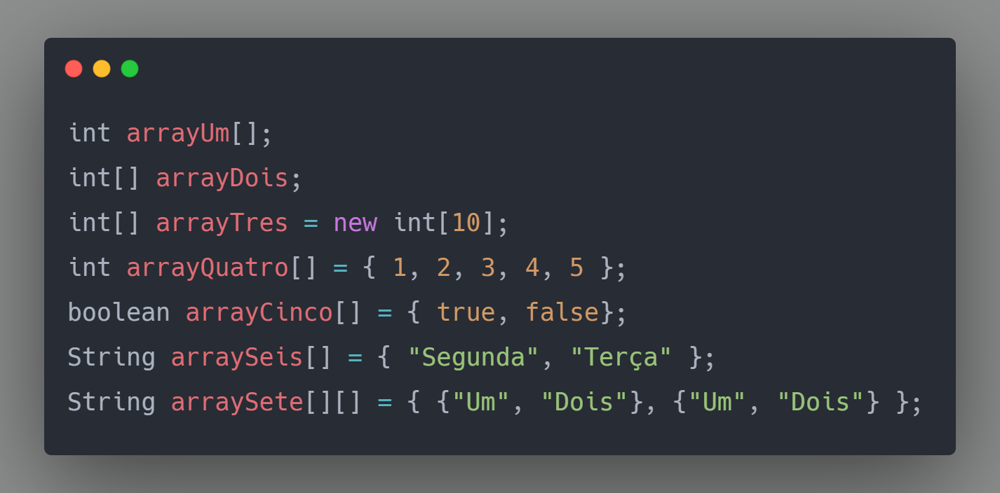 int arrayUm[];
int[] arrayDois;
int[] arrayTres = new int[10];
int arrayQuatro[] = { 1, 2, 3, 4, 5 };
boolean arrayCinco[] = { true, false};
String arraySeis[] = { "Segunda", "Terça" };
String arraySete[][] = { {"Um", "Dois"}, {"Um", "Dois"} };